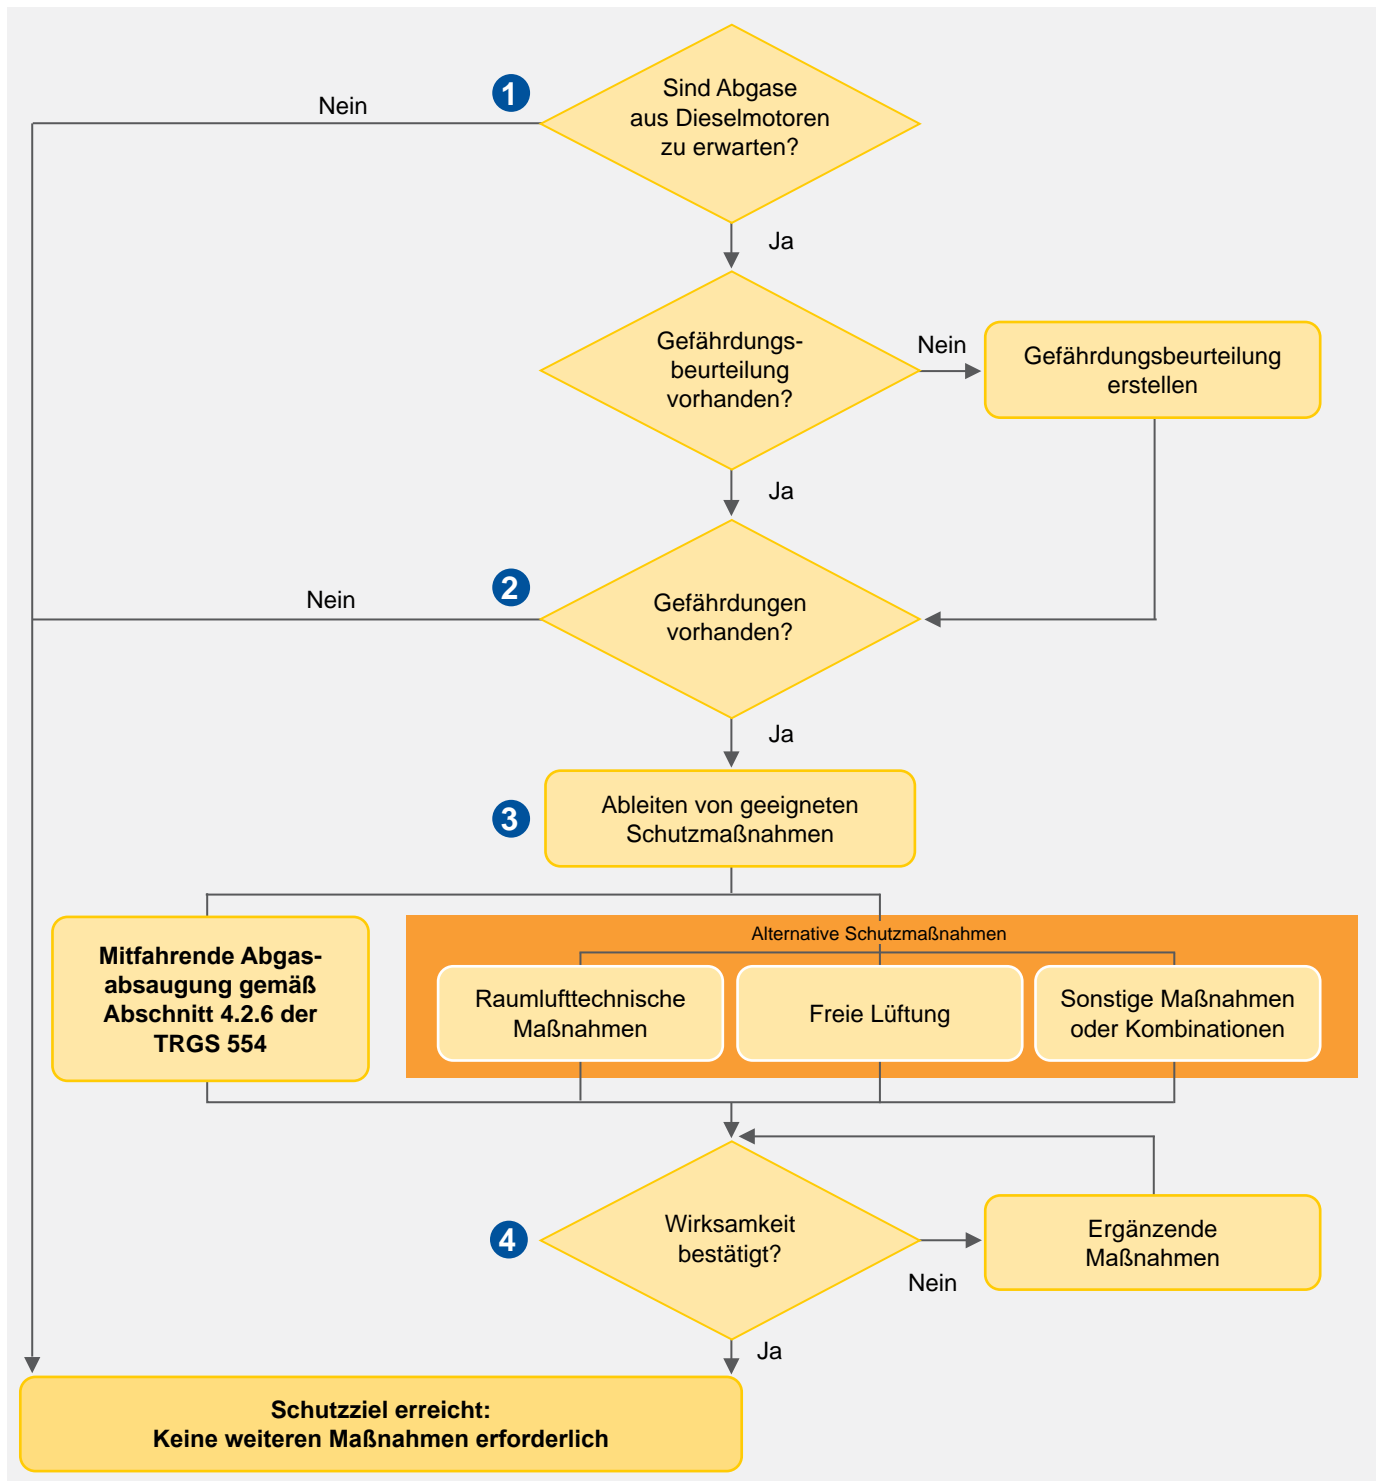 1
Sind Abgase
aus Dieselmotoren
zu erwarten?
Nein
Ja
Gefährdungs-
beurteilung
vorhanden?
Nein
Gefährdungsbeurteilung
erstellen
Ja
2
Gefährdungen
vorhanden?
Nein
Ja
3
Ableiten von geeigneten
Schutzmaßnahmen
Mitfahrende Abgas-
absaugung gemäß
Abschnitt 4.2.6 der
TRGS 554
Alternative Schutzmaßnahmen
Raumlufttechnische
Maßnahmen
Freie Lüftung
Sonstige Maßnahmen
oder Kombinationen
4
Wirksamkeit
bestätigt?
Nein
Ergänzende
Maßnahmen
Ja
Schutzziel erreicht:
Keine weiteren Maßnahmen erforderlich